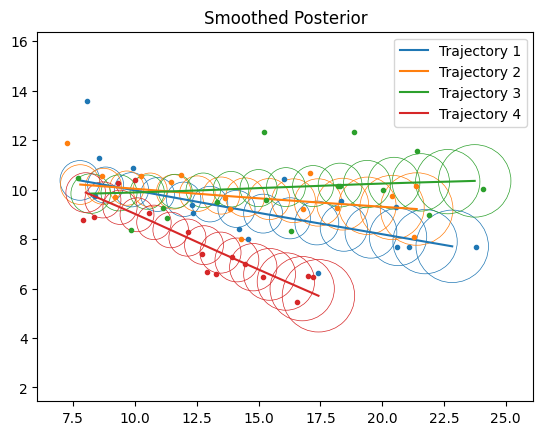 Smoothed Posterior
Trajectory 1
Trajectory 2
Trajectory 3
Trajectory 4
16
14
12
10
8
6
4
2
7.5 10.0 12.5 15.0 17.5 20.0 22.5 25.0